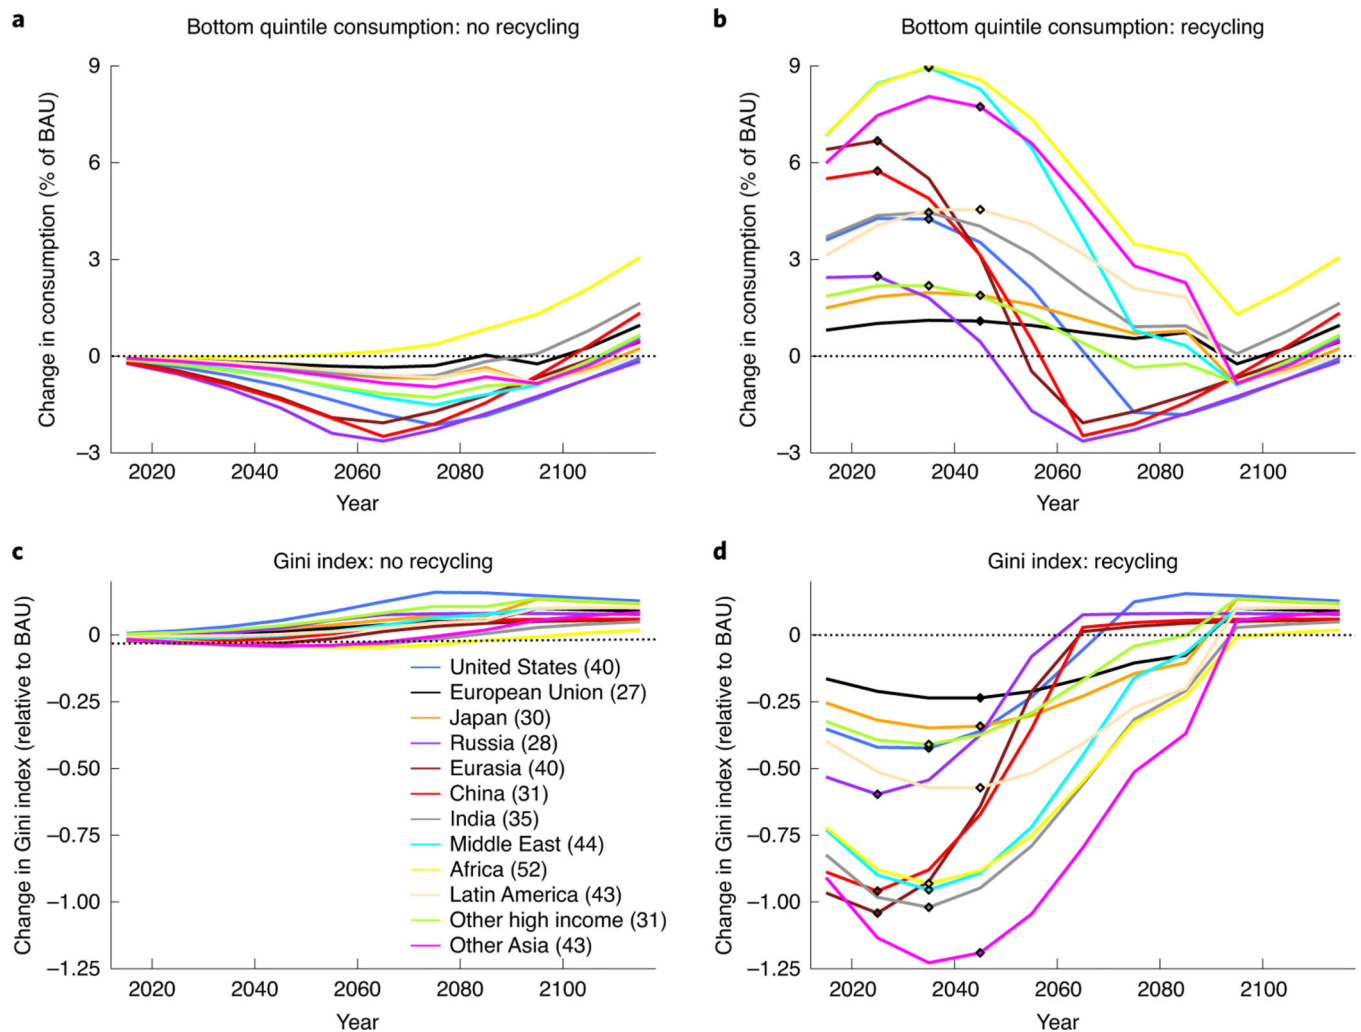 a
Bottom quintile consumption: no recycling
Change in consumption (% of BAU)
9
6
3
0
−3
2020 2040 2060 2080 2100
Year
b
Bottom quintile consumption: recycling
Change in consumption (% of BAU)
9
6
3
0
−3
2020 2040 2060 2080 2100
Year
c
Gini index: no recycling
Change in Gini index (relative to BAU)
0
−0.25
−0.50
−0.75
−1.00
−1.25
United States (40)
European Union (27)
Japan (30)
Russia (28)
Eurasia (40)
China (31)
India (35)
Middle East (44)
Africa (52)
Latin America (43)
Other high income (31)
Other Asia (43)
2020 2040 2060 2080 2100
Year
d
Gini index: recycling
Change in Gini index (relative to BAU)
0
−0.25
−0.50
−0.75
−1.00
−1.25
2020 2040 2060 2080 2100
Year